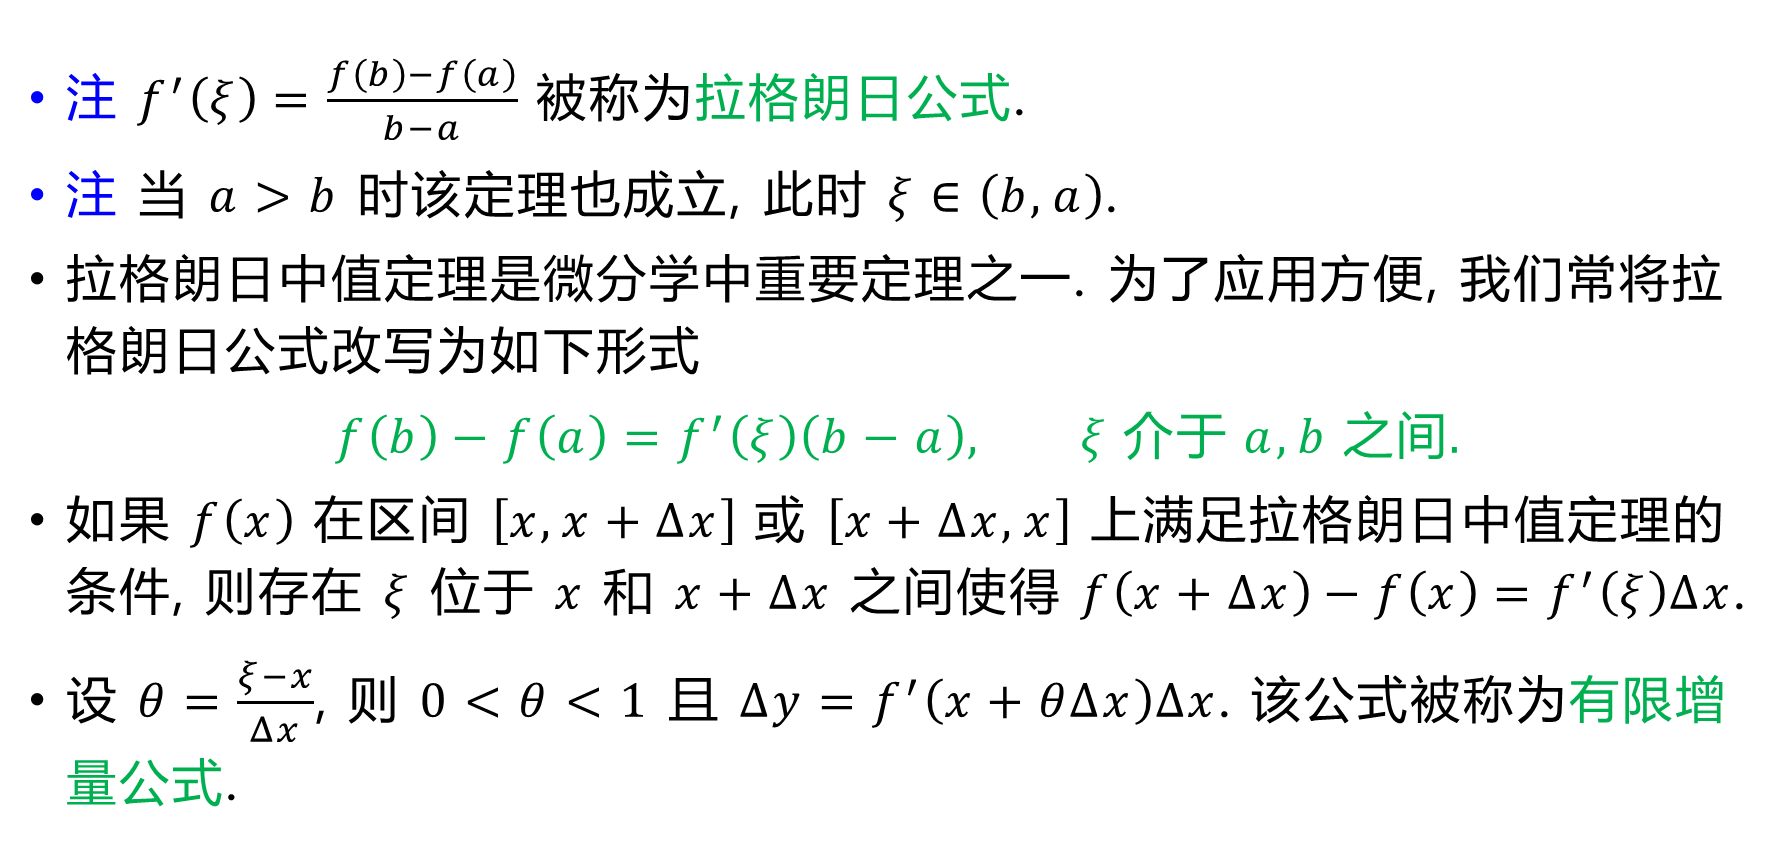 • 注 f′(ξ) = \frac{f(b)−f(a)}{b−a} 被称为拉格朗日公式.
• 注 当 a > b 时该定理也成立, 此时 ξ ∈ (b, a).
• 拉格朗日中值定理是微分学中重要定理之一. 为了应用方便, 我们常将拉
格朗日公式改写为如下形式
f(b) − f(a) = f′(ξ)(b − a), ξ 介于 a, b 之间.
• 如果 f(x) 在区间 [x, x + Δx] 或 [x + Δx, x] 上满足拉格朗日中值定理的
条件, 则存在 ξ 位于 x 和 x + Δx 之间使得 f(x + Δx) − f(x) = f′(ξ)Δx.
• 设 θ = \frac{ξ−x}{Δx}, 则 0 < θ < 1 且 Δy = f′(x + θΔx)Δx. 该公式被称为有限增
量公式.